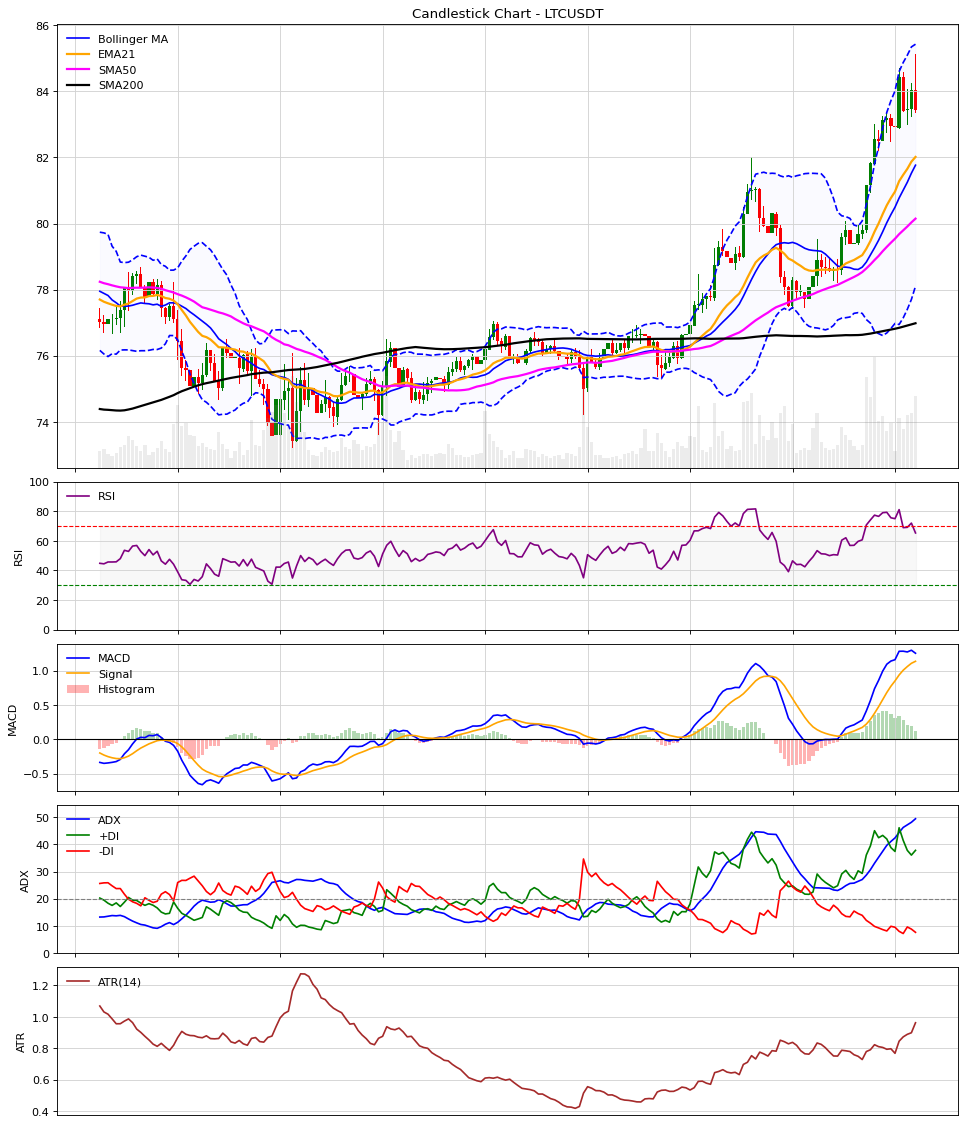 Candlestick Chart - LTCUSDT
86
84
82
80
78
76
74
Bollinger MA
EMA21
SMA50
SMA200
100
80
60
40
20
0
RSI
RSI
1.0
0.5
0.0
−0.5
MACD
MACD
Signal
Histogram
50
40
30
20
10
0
ADX
ADX
+DI
-DI
1.2
1.0
0.8
0.6
0.4
ATR
ATR(14)